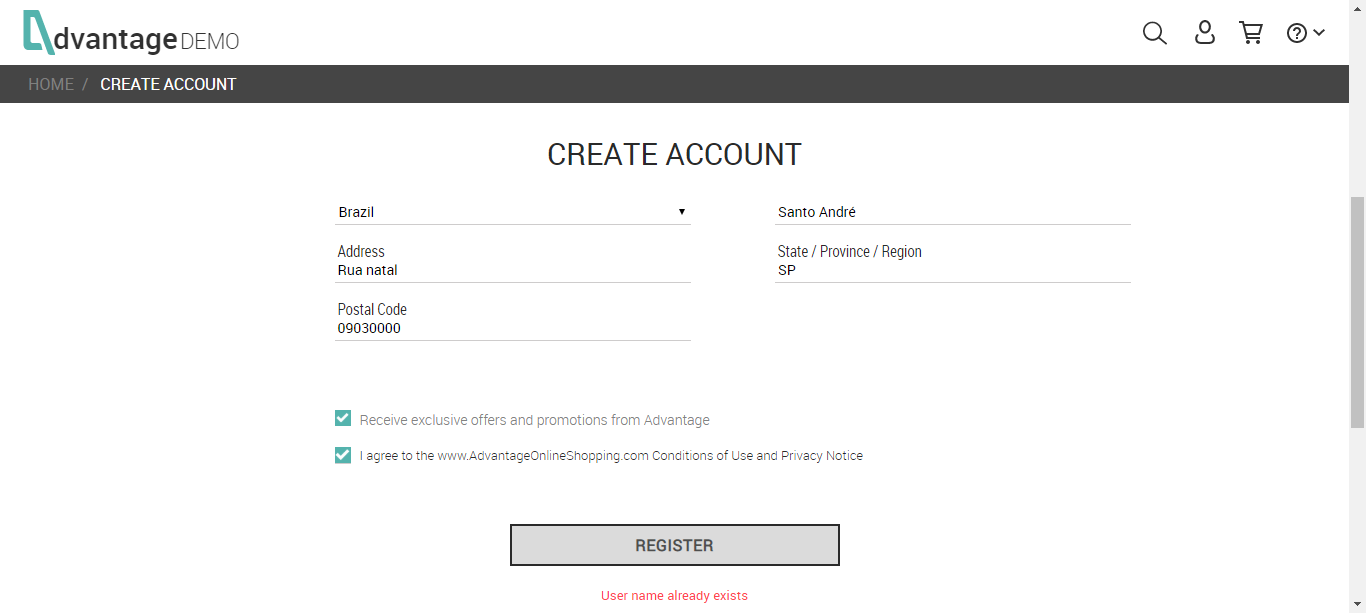 dvantage DEMO
HOME / CREATE ACCOUNT
CREATE ACCOUNT
Brazil
Santo André
Address
Rua natal
State / Province / Region
SP
Postal Code
09030000
Receive exclusive offers and promotions from Advantage
I agree to the www.AdvantageOnlineShopping.com Conditions of Use and Privacy Notice
REGISTER
User name already exists